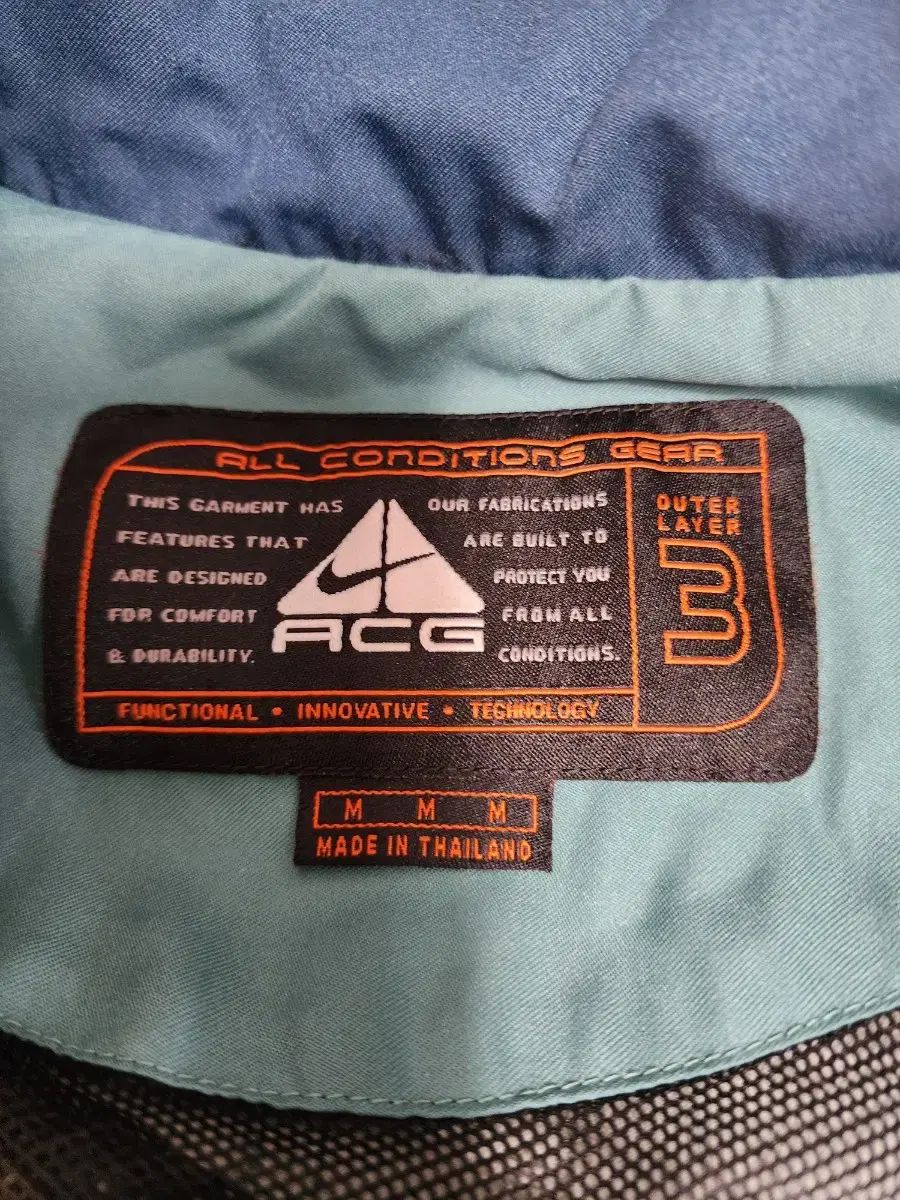 ALL CONDITIONS GEAR
THIS GARMENT HAS
FEATURES THAT
ARE DESIGNED
FOR COMFORT
& DURABILITY.
ACG
OUR FABRICATIONS
ARE BUILT TO
PROTECT YOU
FROM ALL
CONDITIONS.
OUTER
LAYER
3
FUNCTIONAL • INNOVATIVE • TECHNOLOGY
M M M
MADE IN THAILAND